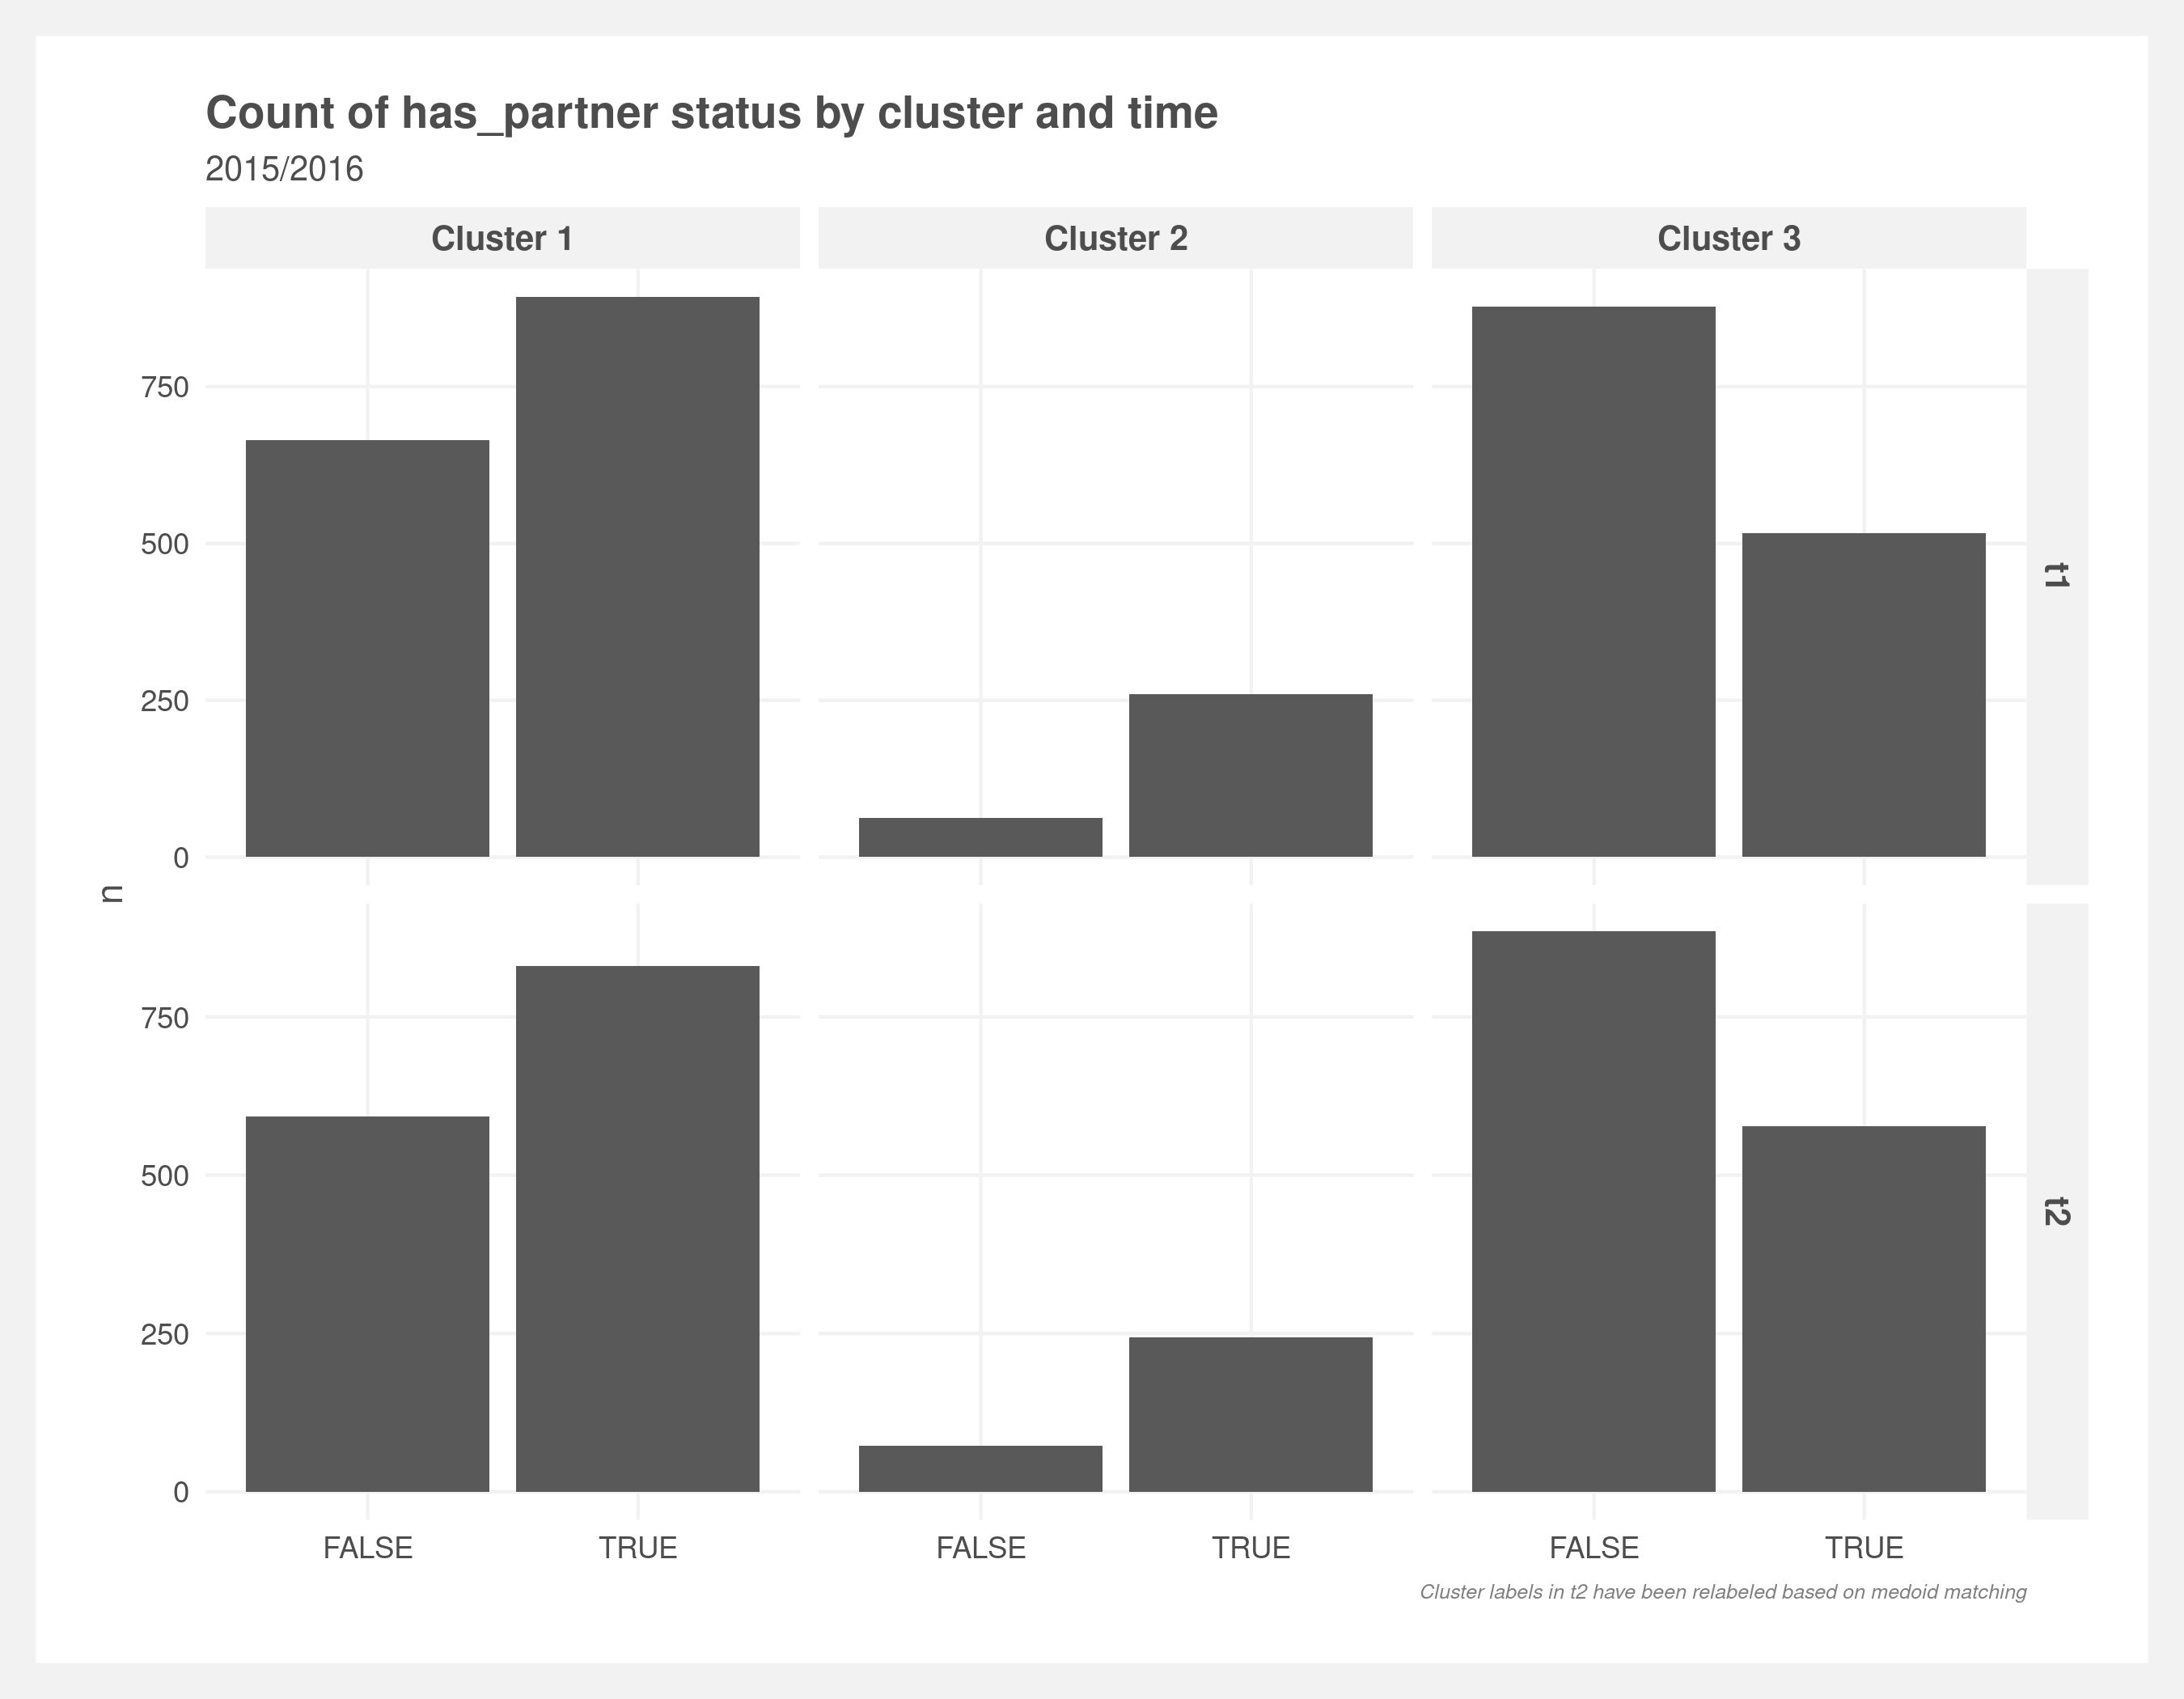 Count of has_partner status by cluster and time
2015/2016
Cluster 1 Cluster 2 Cluster 3
750
500
250
0
t1
n
750
500
250
0
t2
FALSE TRUE FALSE TRUE FALSE TRUE
Cluster labels in t2 have been relabeled based on medoid matching